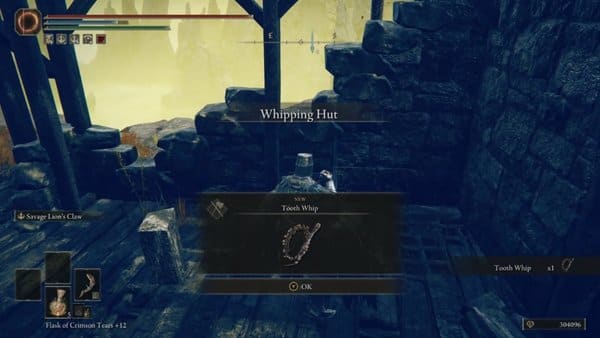 E
Whipping Hut
NEW
Tooth Whip
Y:OK
Savage Lion's Claw
Tooth Whip x1
Flask of Crimson Tears +12
304096